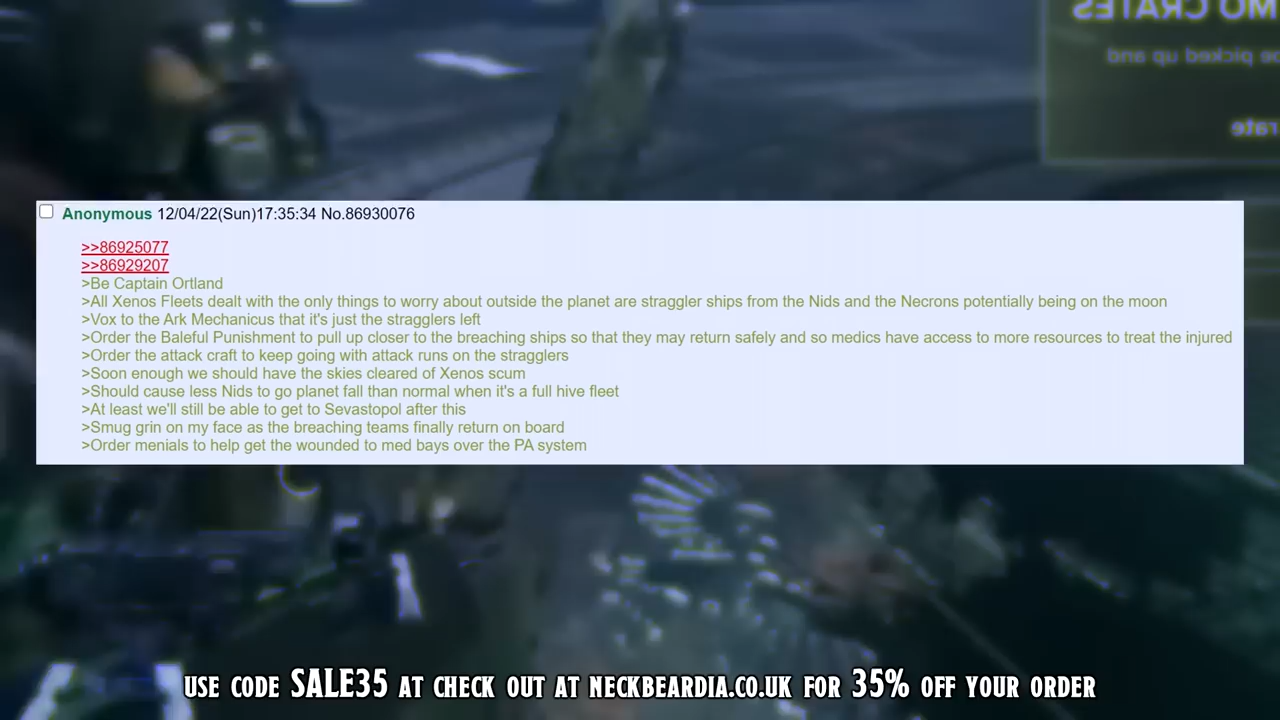 MO CRATES
be picked up and
rate
Anonymous 12/04/22(Sun)17:35:34 No.86930076
>>86925077
>>86929207
>Be Captain Ortland
>All Xenos Fleets dealt with the only things to worry about outside the planet are straggler ships from the Nids and the Necrons potentially being on the moon
>Vox to the Ark Mechanicus that it's just the stragglers left
>Order the Baleful Punishment to pull up closer to the breaching ships so that they may return safely and so medics have access to more resources to treat the injured
>Order the attack craft to keep going with attack runs on the stragglers
>Soon enough we should have the skies cleared of Xenos scum
>Should cause less Nids to go planet fall than normal when it's a full hive fleet
>At least we'll still be able to get to Sevastopol after this
>Smug grin on my face as the breaching teams finally return on board
>Order menials to help get the wounded to med bays over the PA system
USE CODE SALE35 AT CHECK OUT AT NECKBEARDIA.CO.UK FOR 35% OFF YOUR ORDER